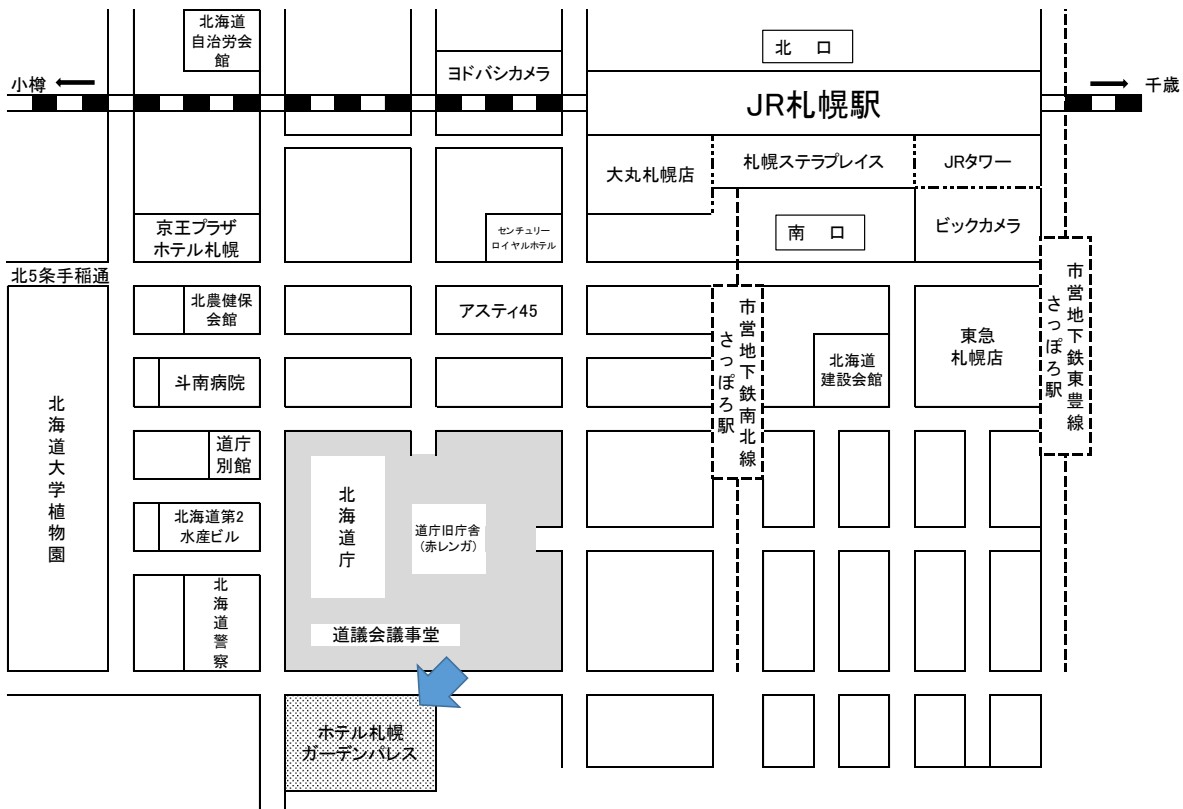 北海道
自治労会
館
ヨドバシカメラ
北 口
小樽
千歳
JR札幌駅
大丸札幌店
札幌ステラプレイス
JRタワー
京王プラザ
ホテル札幌
センチュリー
ロイヤルホテル
南 口
ビックカメラ
北5条手稲通
北農健保
会館
アスティ45
市営地下鉄南北線
さっぽろ駅
北海道
建設会館
東急
札幌店
市営地下鉄東豊線
さっぽろ駅
斗南病院
北海道大学植物園
道庁
別館
北海道庁
道庁旧庁舎
(赤レンガ)
北海道第2
水産ビル
北海道警察
道議会議事堂
ホテル札幌
ガーデンパレス